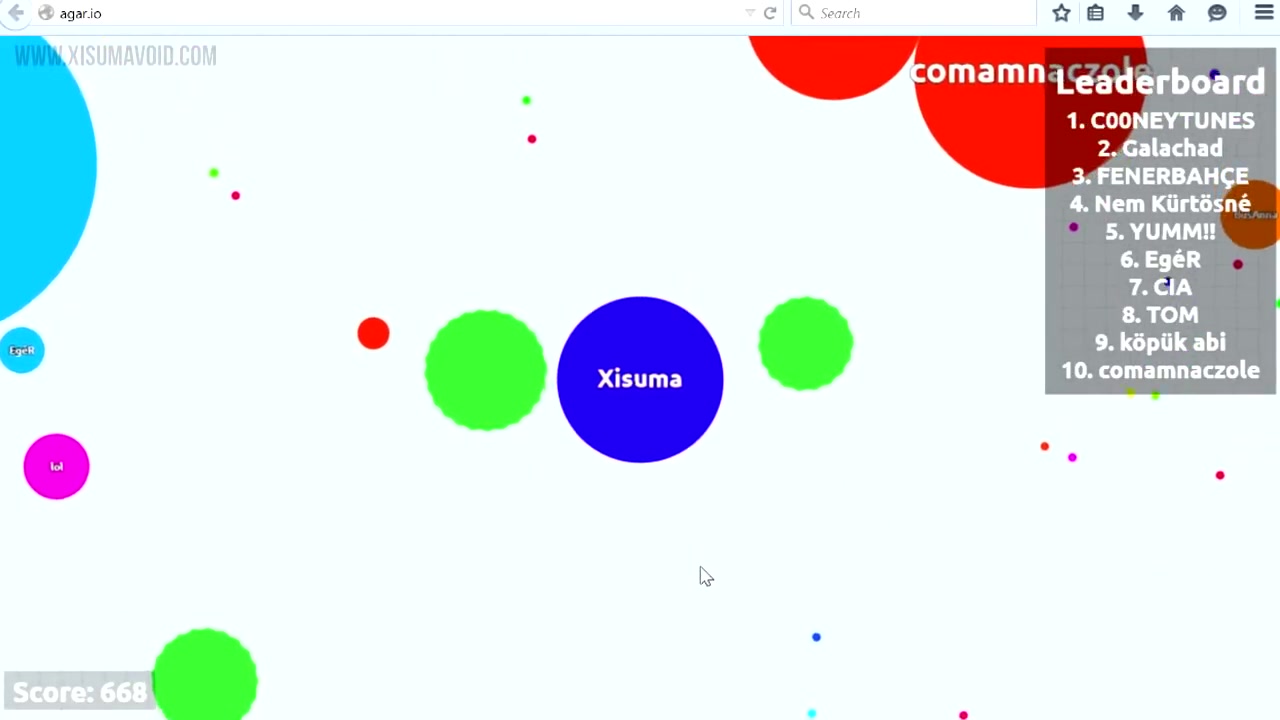 agar.io
Search
WWW.XISUMAVOID.COM
comamnaczole
Leaderboard
1. C00NEYTUNES
2. Galachad
3. FENERBAHÇE
4. Nem Kürtösné
5. YUMM!!
6. EgéR
7. CIA
8. TOM
9. köpük abi
10. comamnaczole
EgéR
Xisuma
lol
Score: 668